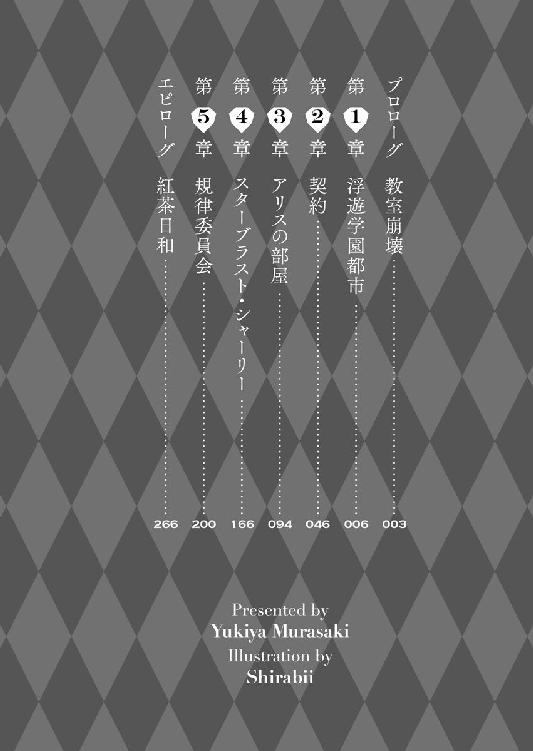 プロローグ 教室崩壊 003
第1章 浮遊学園都市 006
第2章 契約 046
第3章 アリスの部屋 094
第4章 スターブラスト・シャーリー 166
第5章 規律委員会 200
エピローグ 紅茶日和 266
Presented by
Yukiya Murasaki
Illustration by
Shirabii